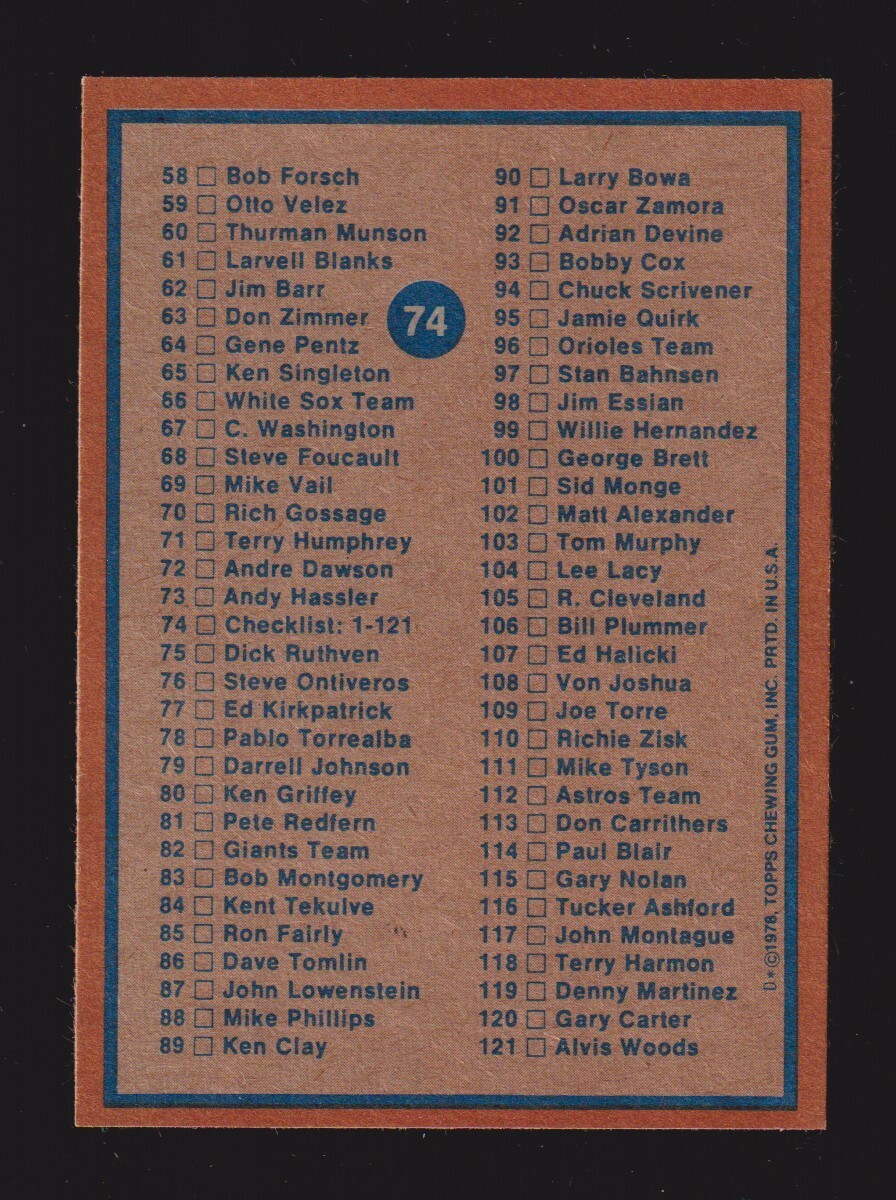 58 □ Bob Forsch
59 □ Otto Velez
60 □ Thurman Munson
61 □ Larvell Blanks
62 □ Jim Barr
63 □ Don Zimmer
64 □ Gene Pentz
65 □ Ken Singleton
66 □ White Sox Team
67 □ C. Washington
68 □ Steve Foucault
69 □ Mike Vail
70 □ Rich Gossage
71 □ Terry Humphrey
72 □ Andre Dawson
73 □ Andy Hassler
74 □ Checklist: 1-121
75 □ Dick Ruthven
76 □ Steve Ontiveros
77 □ Ed Kirkpatrick
78 □ Pablo Torrealba
79 □ Darrell Johnson
80 □ Ken Griffey
81 □ Pete Redfern
82 □ Giants Team
83 □ Bob Montgomery
84 □ Kent Tekulve
85 □ Ron Fairly
86 □ Dave Tomlin
87 □ John Lowenstein
88 □ Mike Phillips
89 □ Ken Clay
74
90 □ Larry Bowa
91 □ Oscar Zamora
92 □ Adrian Devine
93 □ Bobby Cox
94 □ Chuck Scrivener
95 □ Jamie Quirk
96 □ Orioles Team
97 □ Stan Bahnsen
98 □ Jim Essian
99 □ Willie Hernandez
100 □ George Brett
101 □ Sid Monge
102 □ Matt Alexander
103 □ Tom Murphy
104 □ Lee Lacy
105 □ R. Cleveland
106 □ Bill Plummer
107 □ Ed Halicki
108 □ Von Joshua
109 □ Joe Torre
110 □ Richie Zisk
111 □ Mike Tyson
112 □ Astros Team
113 □ Don Carrithers
114 □ Paul Blair
115 □ Gary Nolan
116 □ Tucker Ashford
117 □ John Montague
118 □ Terry Harmon
119 □ Denny Martinez
120 □ Gary Carter
121 □ Alvis Woods
D*©1978, TOPPS CHEWING GUM, INC. PRTD. IN U.S.A.